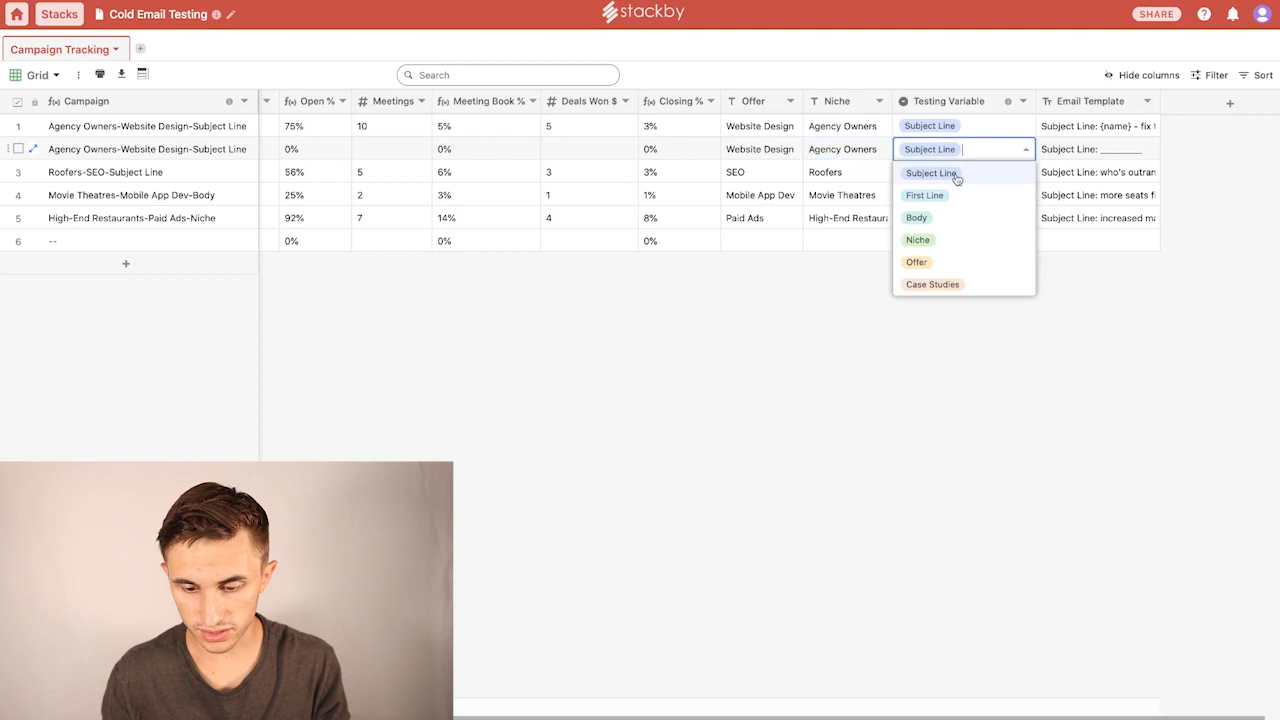 Stacks Cold Email Testing stackby SHARE
Campaign Tracking
Grid Search Hide columns Filter Sort
Campaign Open % Meetings Meeting Book % Deals Won $ Closing % Offer Niche Testing Variable Email Template
1 Agency Owners-Website Design-Subject Line 75% 10 5% 5 3% Website Design Agency Owners Subject Line Subject Line: {name} - fix
Agency Owners-Website Design-Subject Line 0% 0% 0% Website Design Agency Owners Subject Line Subject Line: ________
3 Roofers-SEO-Subject Line 56% 5 6% 3 3% SEO Roofers Subject Line Subject Line: who's outran
4 Movie Theatres-Mobile App Dev-Body 25% 2 3% 1 1% Mobile App Dev Movie Theatres First Line Subject Line: more seats
5 High-End Restaurants-Paid Ads-Niche 92% 7 14% 4 8% Paid Ads High-End Restaura Body Subject Line: increased
6 -- 0% 0% 0% Niche
Offer
Case Studies